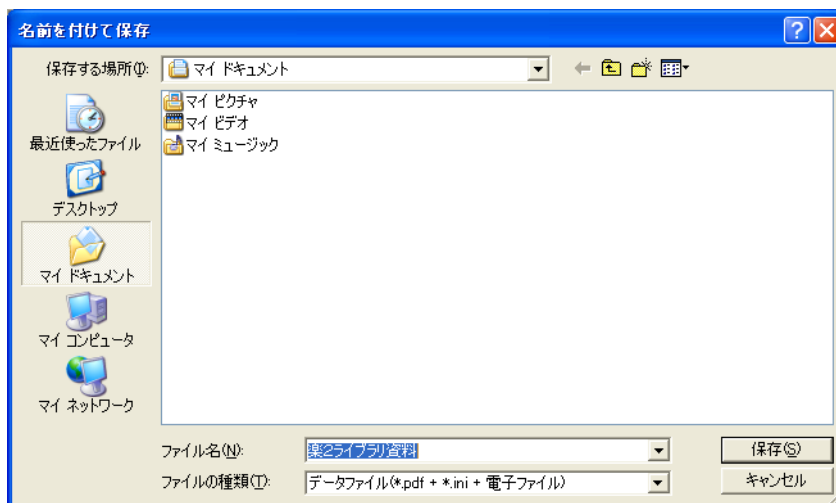 名前を付けて保存
保存する場所(I):
マイ ドキュメント
マイ ピクチャ
マイ ビデオ
マイ ミュージック
最近使ったファイル
デスクトップ
マイ ドキュメント
マイ コンピュータ
マイ ネットワーク
ファイル名(N):
楽2ライブラリ資料
保存(S)
ファイルの種類(T):
データファイル(*.pdf + *.ini + 電子ファイル)
キャンセル